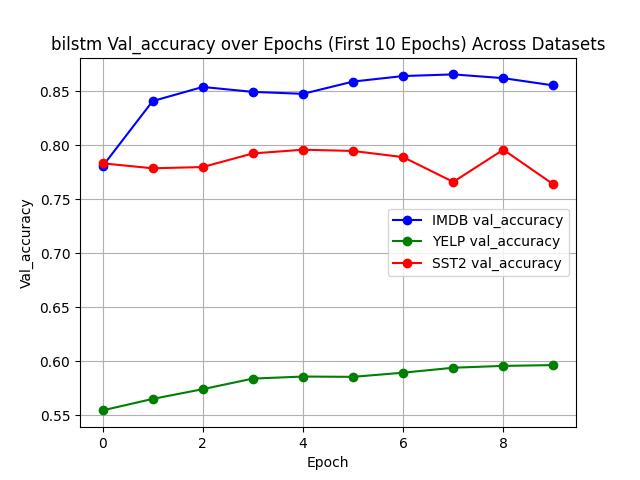 bilstm Val_accuracy over Epochs (First 10 Epochs) Across Datasets
Val_accuracy
0.85
0.80
0.75
0.70
0.65
0.60
0.55
IMDB val_accuracy
YELP val_accuracy
SST2 val_accuracy
0 2 4 6 8
Epoch